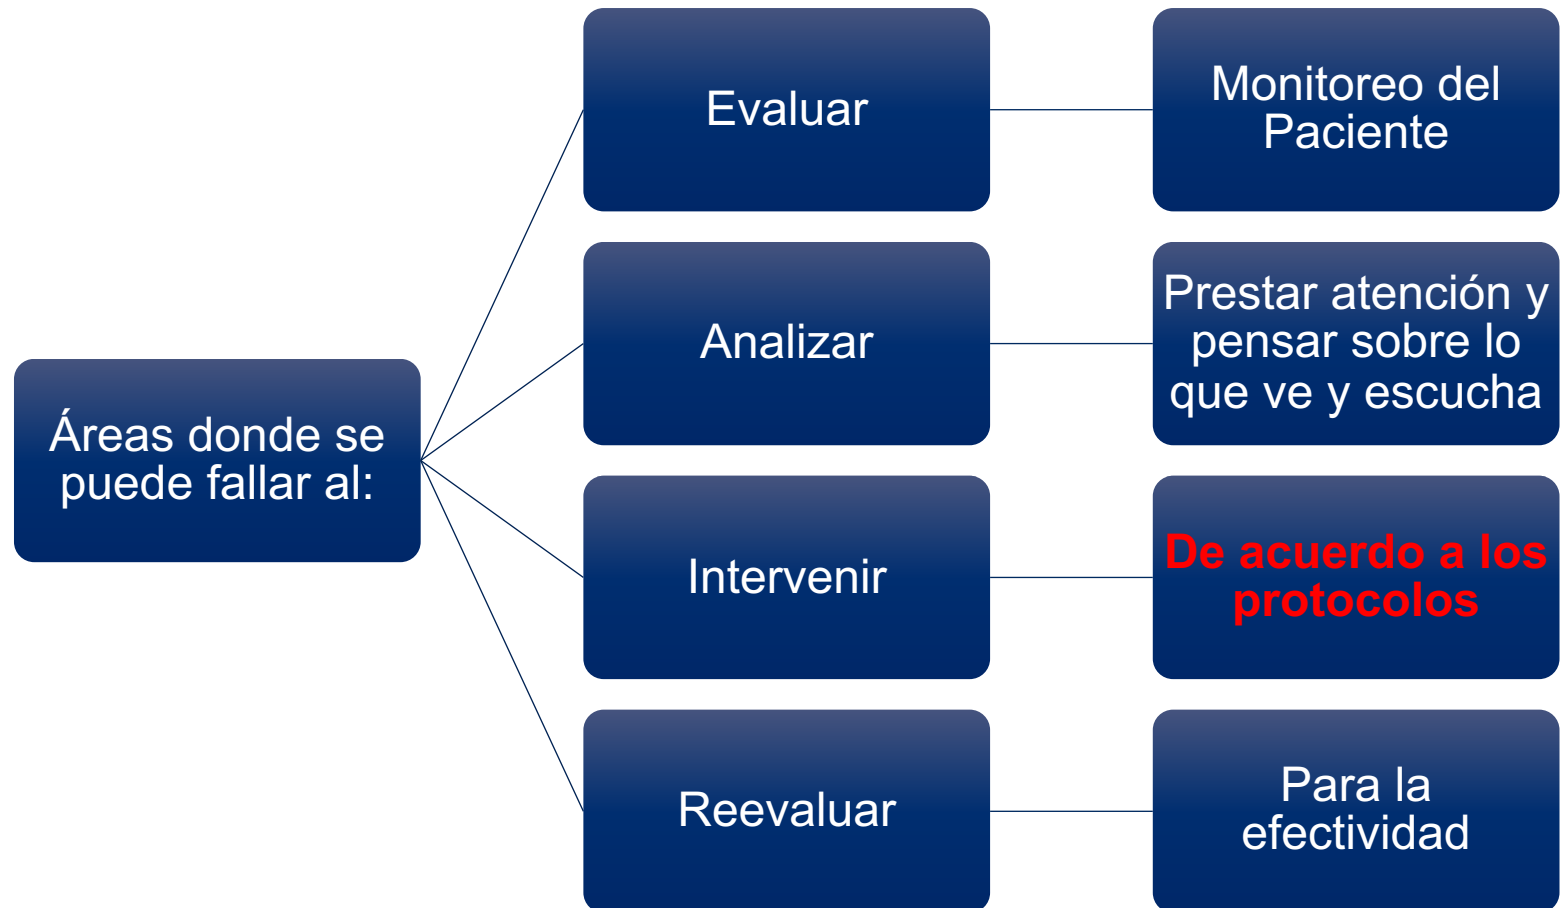 Áreas donde se
puede fallar al:
Evaluar
Monitoreo del
Paciente
Analizar
Prestar atención y
pensar sobre lo
que ve y escucha
Intervenir
De acuerdo a los
protocolos
Reevaluar
Para la
efectividad